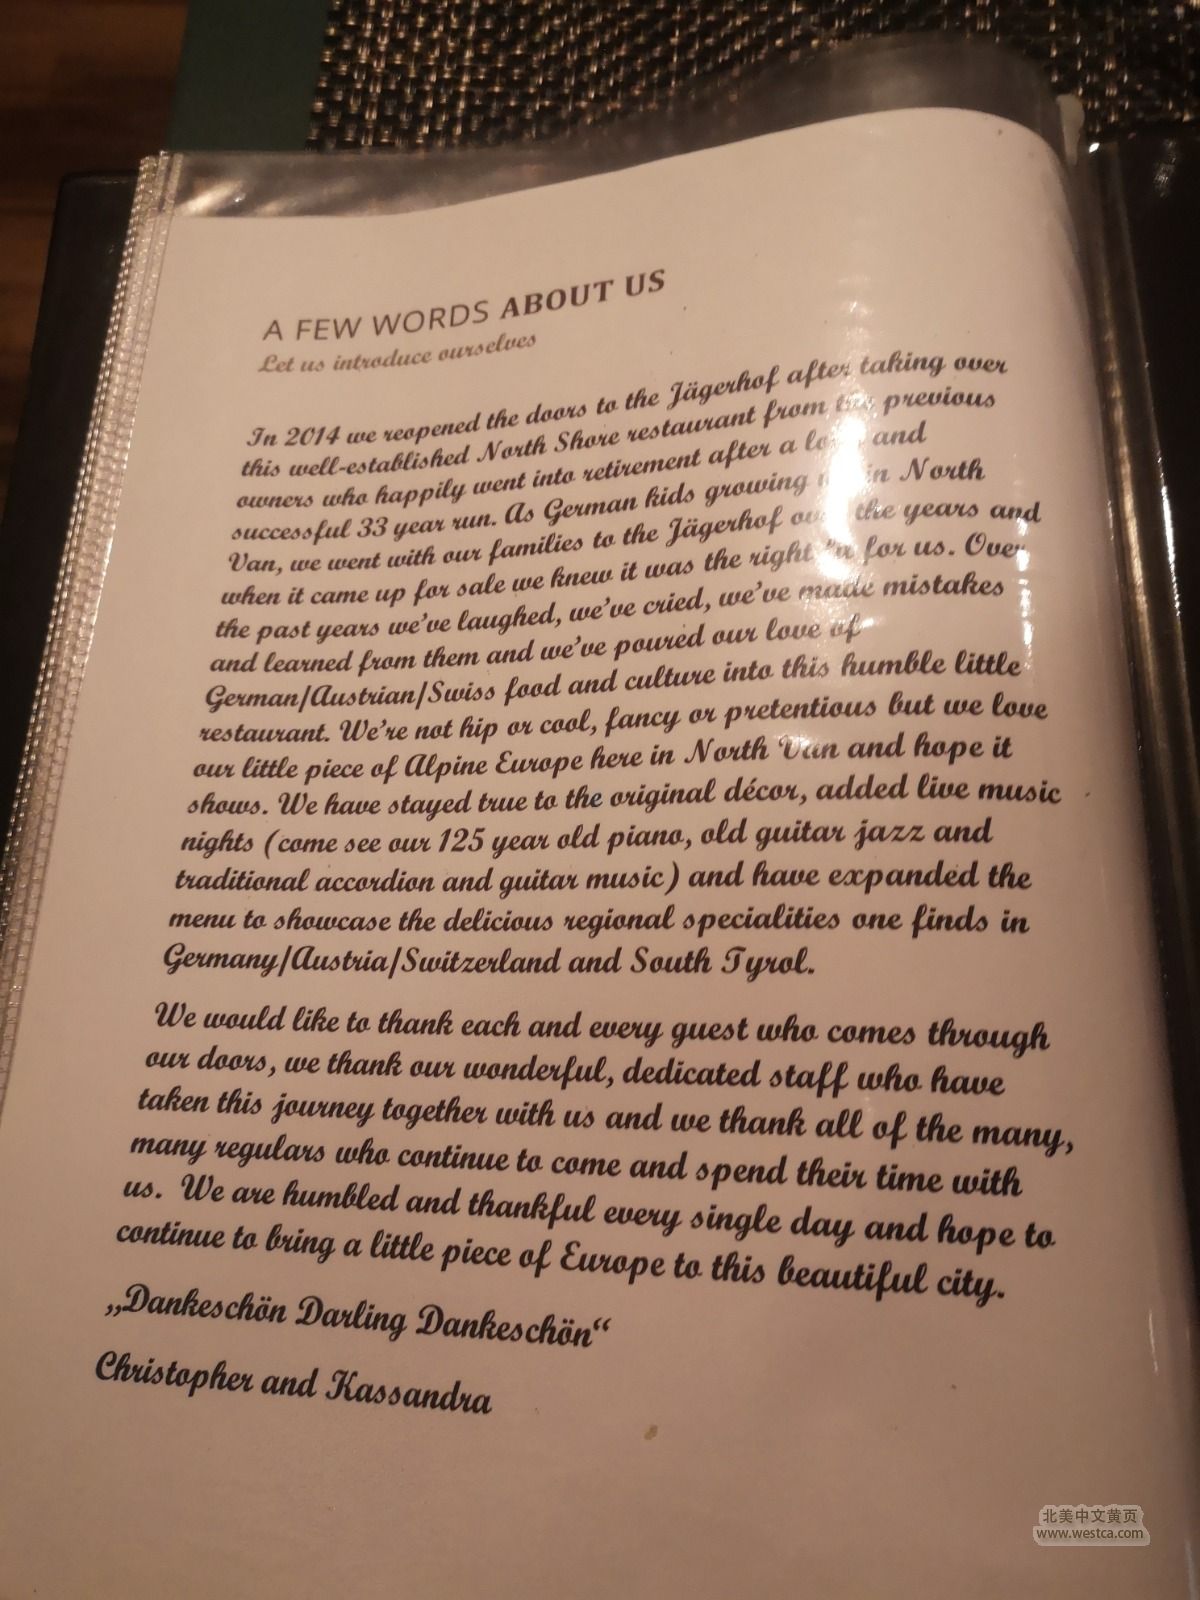 A FEW WORDS ABOUT US
Let us introduce ourselves
In 2014 we reopened the doors to the Jägerhof after taking over
this well-established North Shore restaurant from the previous
owners who happily went into retirement after a long and
successful 33 year run. As German kids growing in North
Van, we went with our families to the Jägerhof over the years and
when it came up for sale we knew it was the right for us. Over
the past years we've laughed, we've cried, we've made mistakes
and learned from them and we've poured our love of
German/Austrian/Swiss food and culture into this humble little
restaurant. We're not hip or cool, fancy or pretentious but we love
our little piece of Alpine Europe here in North Van and hope it
shows. We have stayed true to the original décor, added live music
nights (come see our 125 year old piano, old guitar jazz and
traditional accordion and guitar music) and have expanded the
menu to showcase the delicious regional specialities one finds in
Germany/Austria/Switzerland and South Tyrol.
We would like to thank each and every guest who comes through
our doors, we thank our wonderful, dedicated staff who have
taken this journey together with us and we thank all of the many,
many regulars who continue to come and spend their time with
us. We are humbled and thankful every single day and hope to
continue to bring a little piece of Europe to this beautiful city.
„Dankeschön Darling Dankeschön“
Christopher and Kassandra
北美中文黄页
www.westca.com